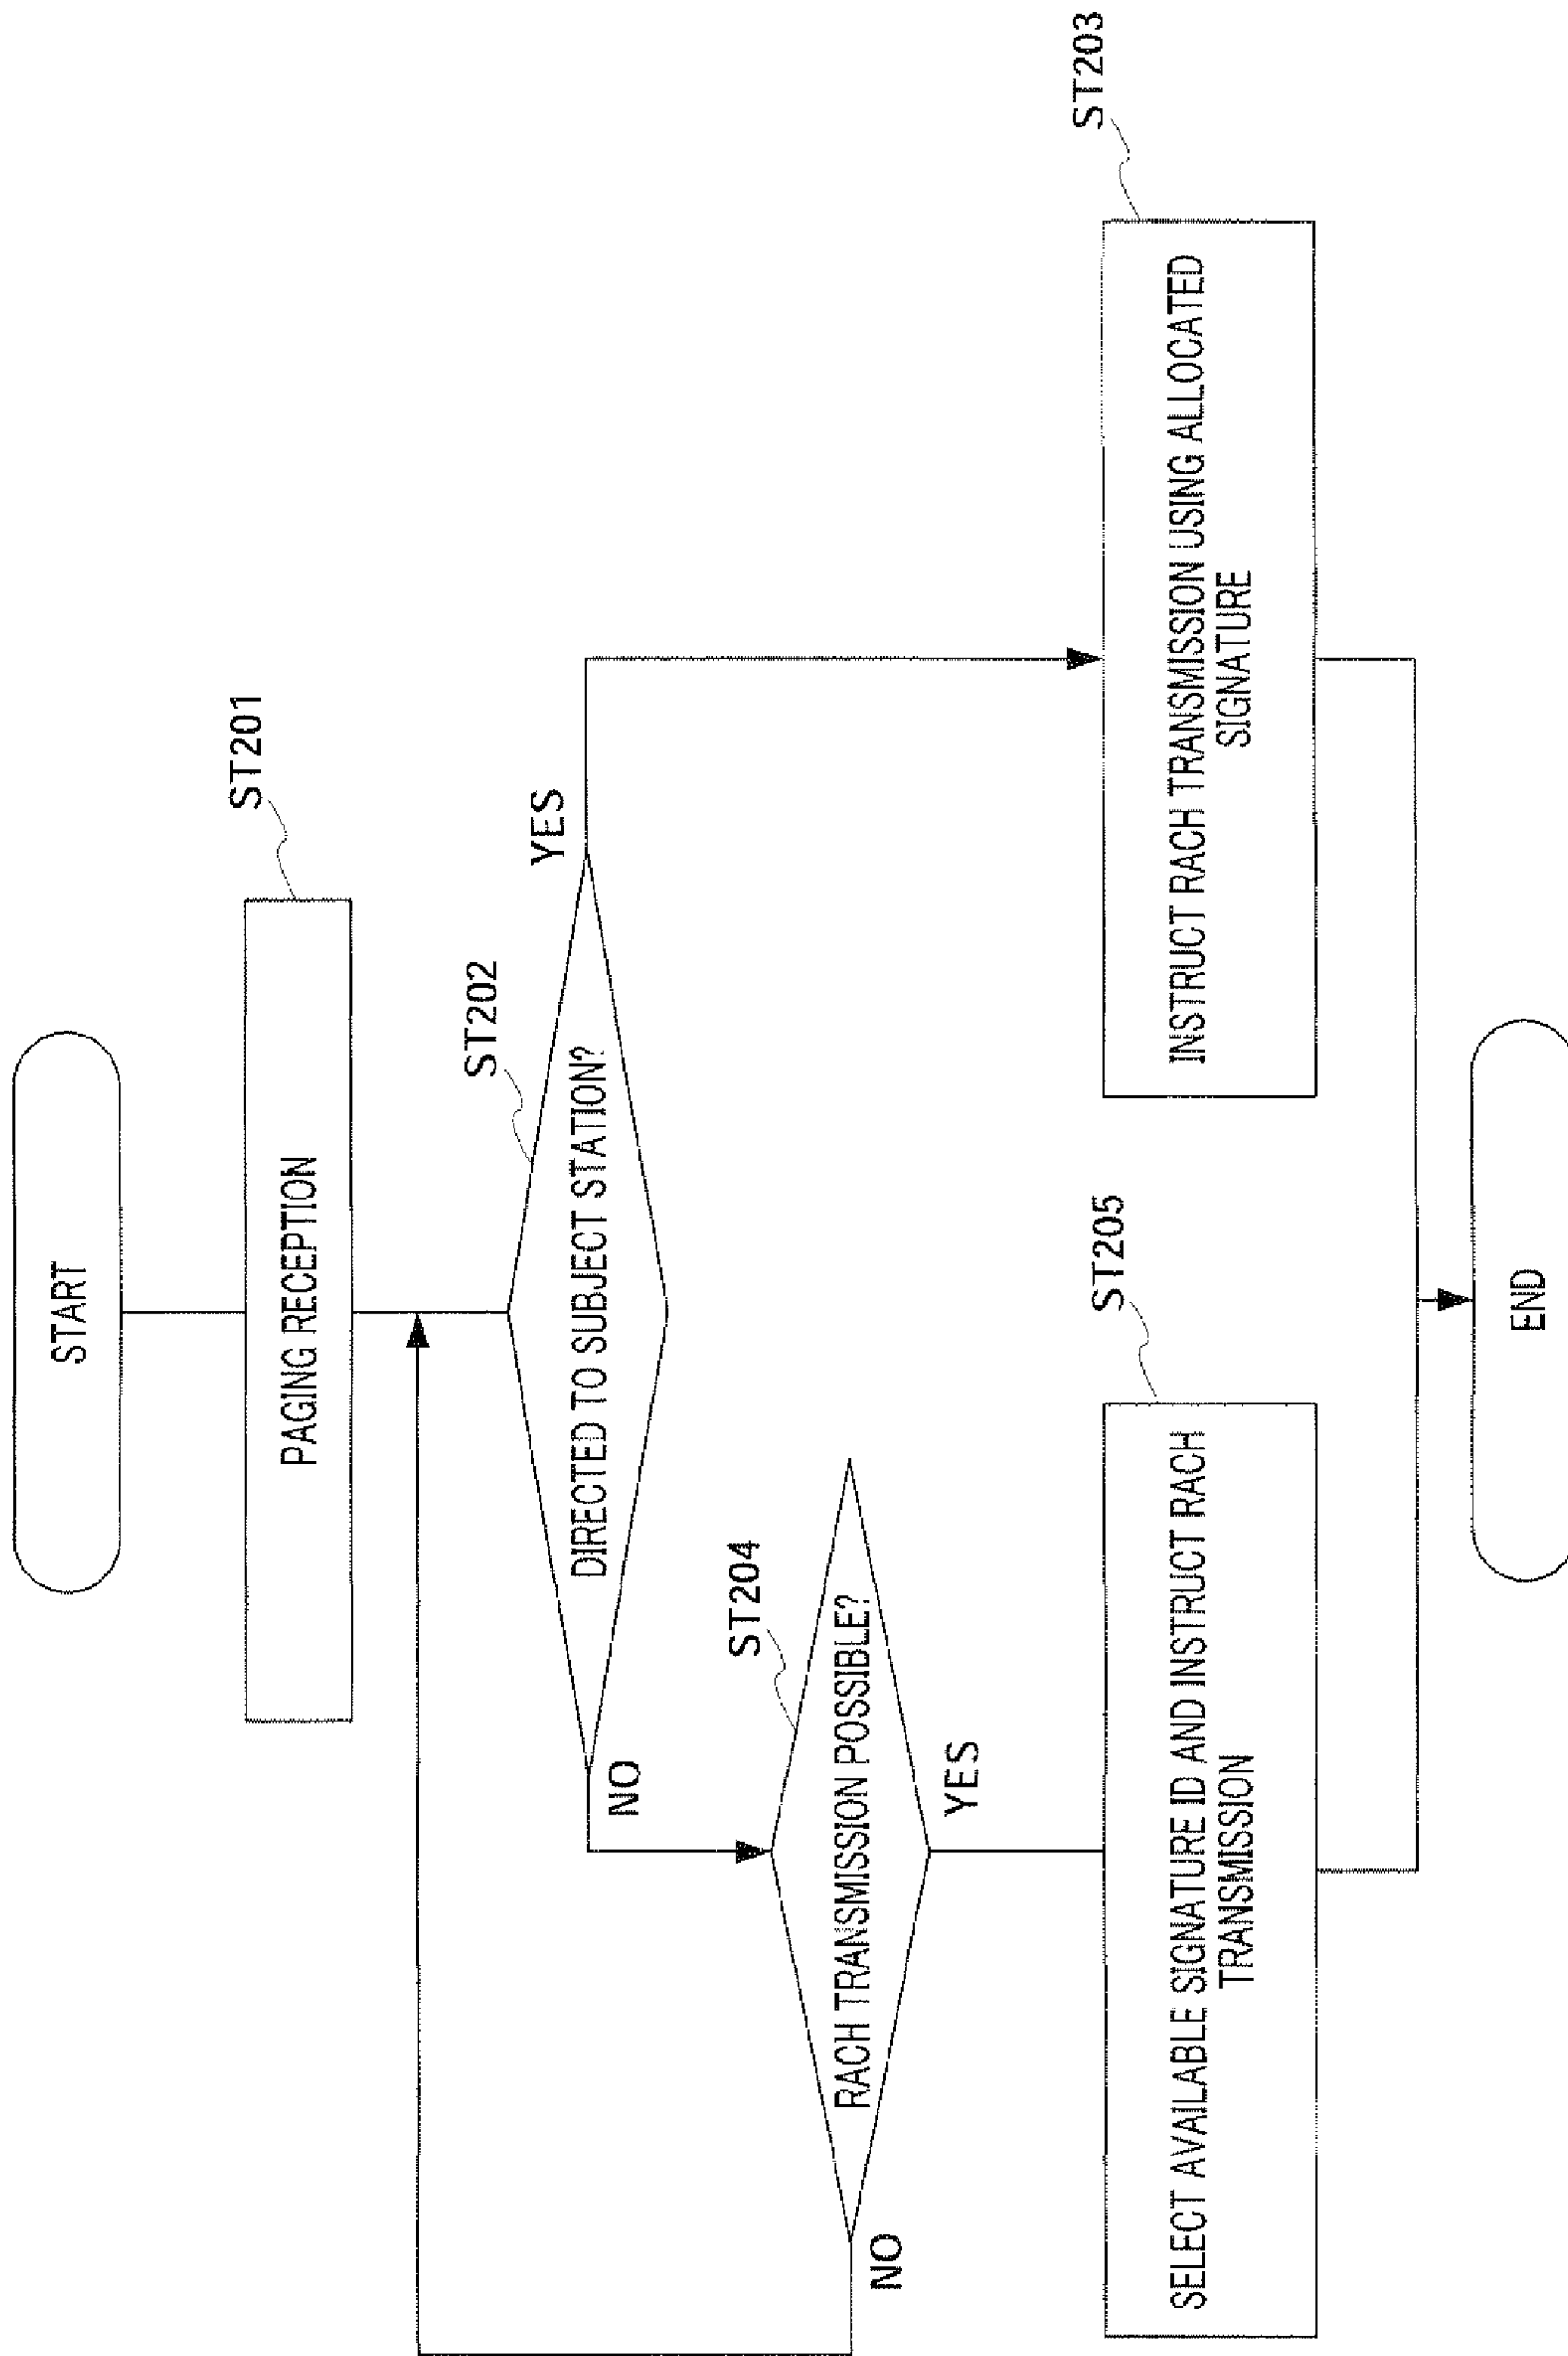 START
ST201
PAGING RECEPTION
ST202
DIRECTED TO SUBJECT STATION?
YES
NO
ST204
RACH TRANSMISSION POSSIBLE?
YES
NO
ST205
SELECT AVAILABLE SIGNATURE ID AND INSTRUCT RACH
TRANSMISSION
ST203
INSTRUCT RACH TRANSMISSION USING ALLOCATED
SIGNATURE
END